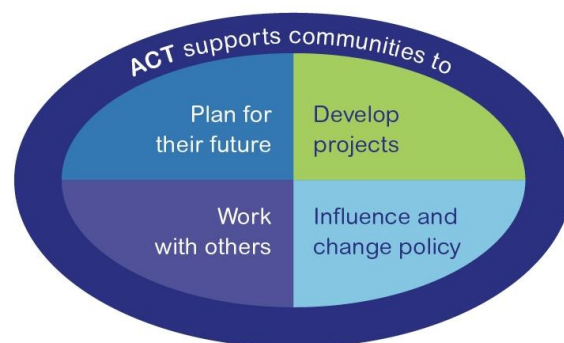 ACT supports communities to
Plan for
their future
Develop
projects
Work
with others
Influence and
change policy